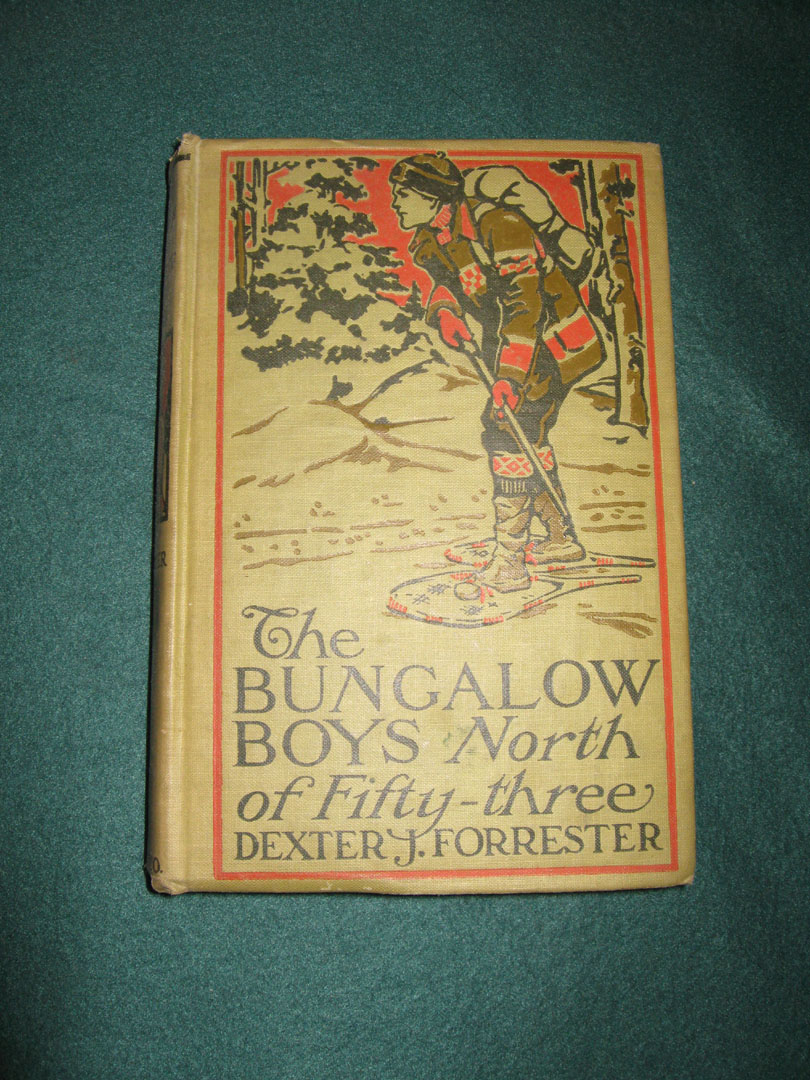 The
BUNGALOW
BOYS North
of Fifty-three
DEXTER J. FORRESTER